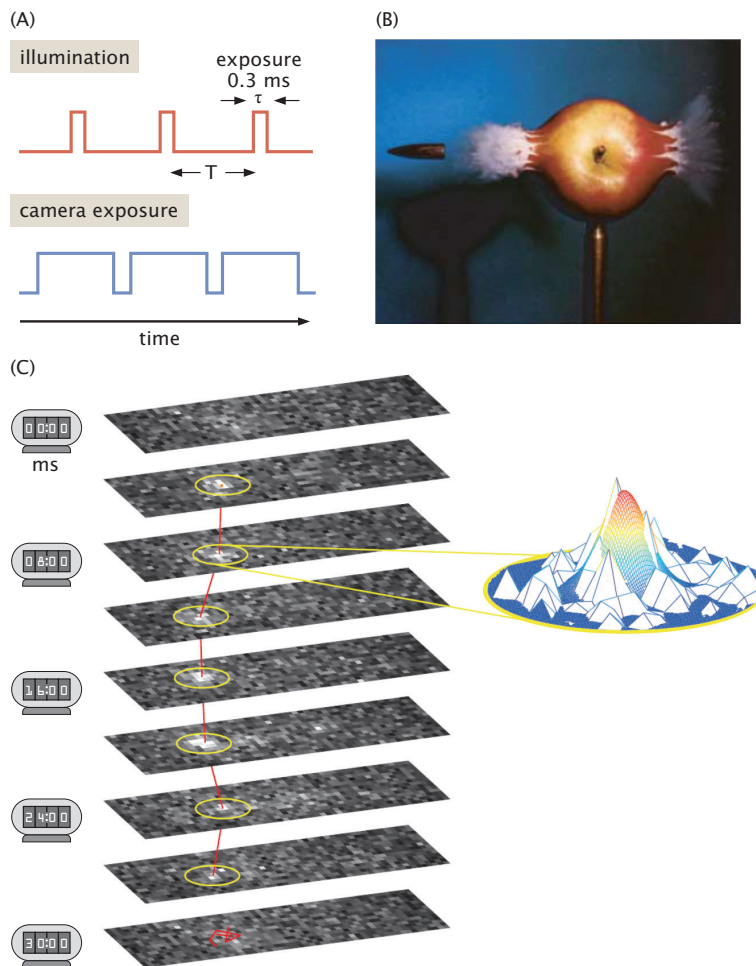 (A)
illumination
exposure
0.3 ms
τ
T
camera exposure
time
(B)
(C)
00:00
ms
08:00
16:00
24:00
30:00